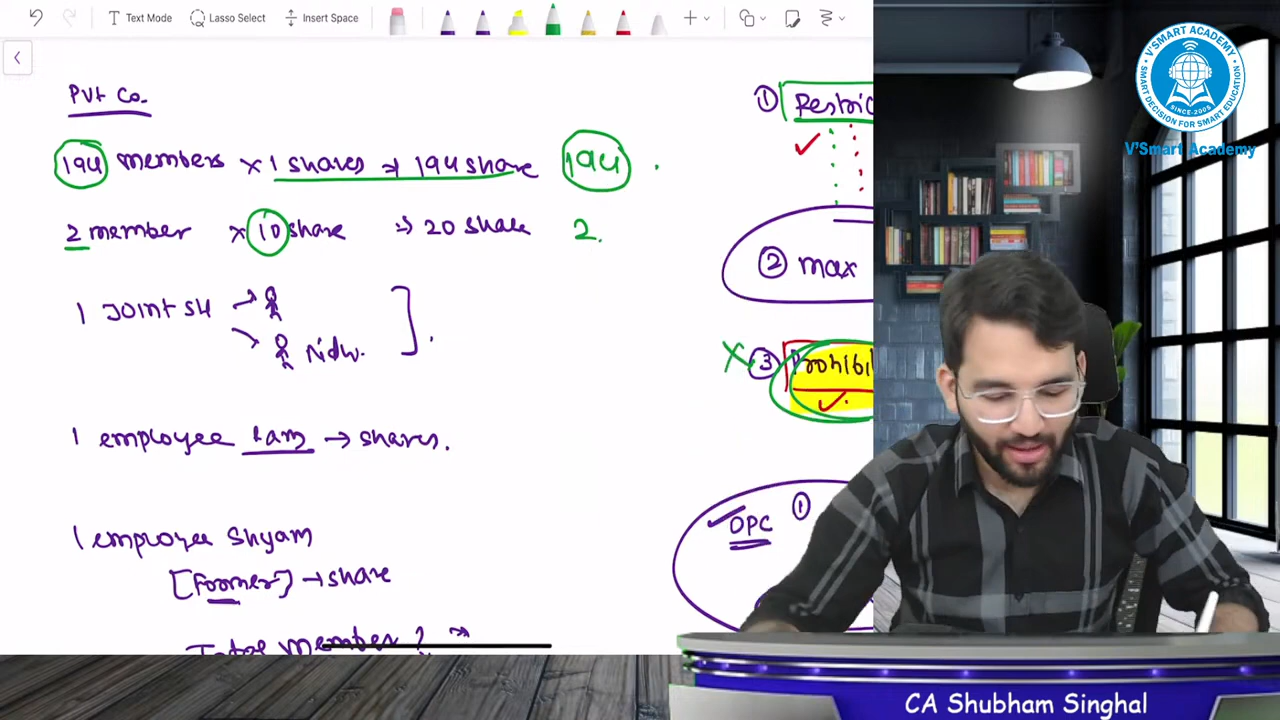 Text Mode
Lasso Select
Insert Space
Pvt Co.
194 members × 1 shares → 194 share 194 .
2 member × 10 share → 20 share 2.
1 Joint SH →
1 employee → shares.
1 employee Shyam
[Former] → share
Total member ? →
① Restric
② max
X ③ Prohibi
OPC ①
V'SMART ACADEMY
SMART DECISION FOR SMART EDUCATION
SINCE-2005
V'Smart Academy
CA Shubham Singhal